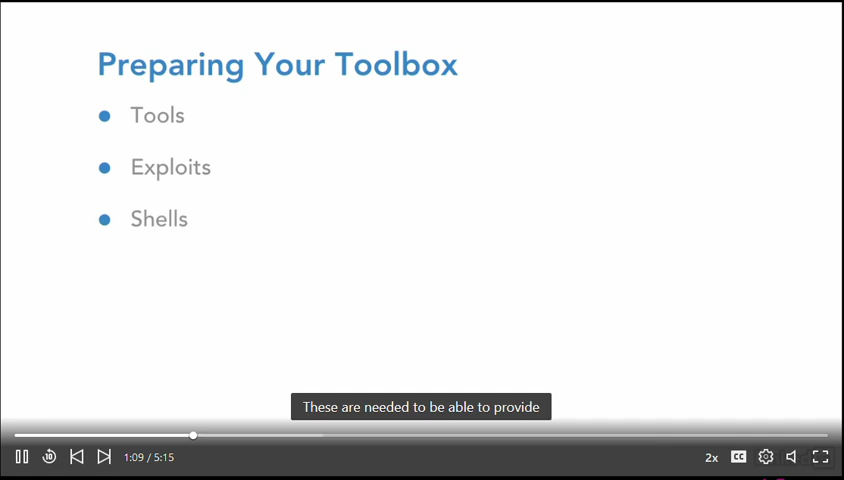 Preparing Your Toolbox
Tools
Exploits
Shells
These are needed to be able to provide
10
1:09 / 5:15
2x
CC